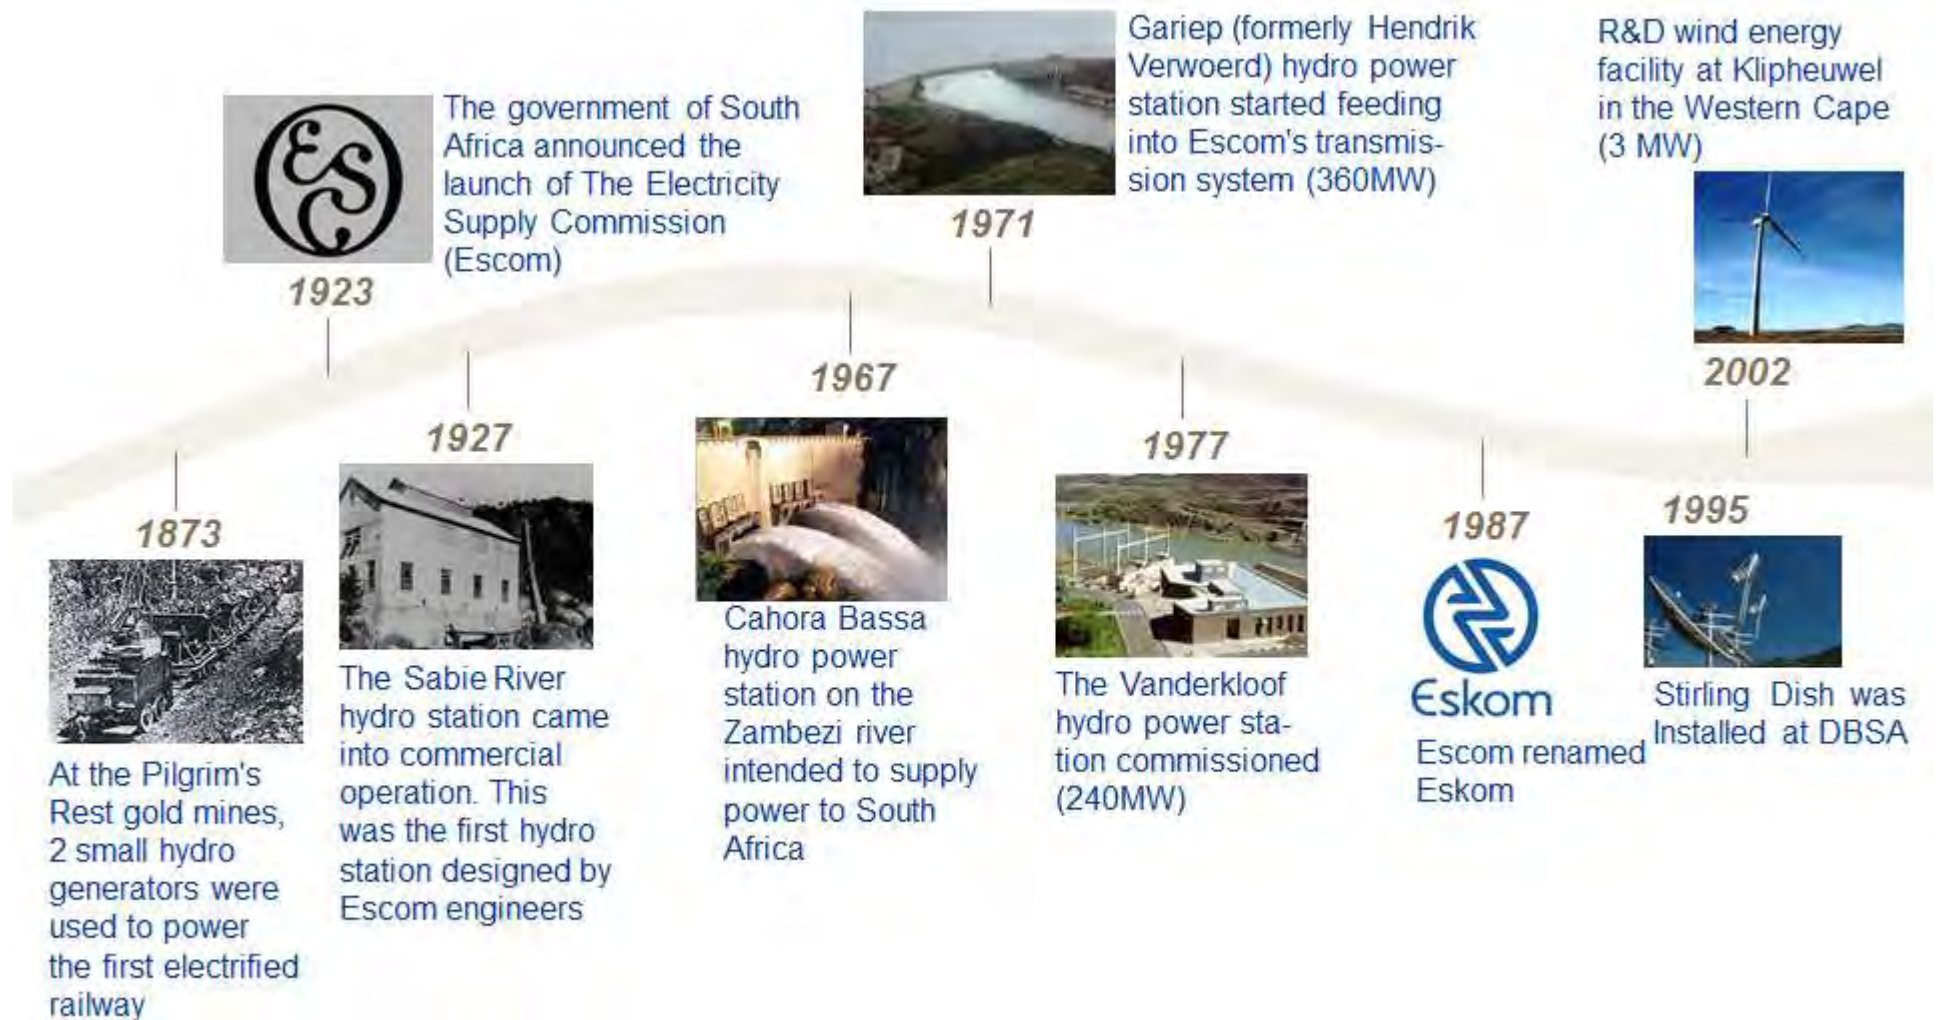 1873
At the Pilgrim's
Rest gold mines,
2 small hydro
generators were
used to power
the first electrified
railway
ESC
1923
The government of South
Africa announced the
launch of The Electricity
Supply Commission
(Escom)
1927
The Sabie River
hydro station came
into commercial
operation. This
was the first hydro
station designed by
Escom engineers
1967
Cahora Bassa
hydro power
station on the
Zambezi river
intended to supply
power to South
Africa
1971
Gariep (formerly Hendrik
Verwoerd) hydro power
station started feeding
into Escom's transmis-
sion system (360MW)
1977
The Vanderkloof
hydro power sta-
tion commissioned
(240MW)
1987
Eskom
Escom renamed
Eskom
1995
Stirling Dish was
Installed at DBSA
R&D wind energy
facility at Klipheuwel
in the Western Cape
(3 MW)
2002